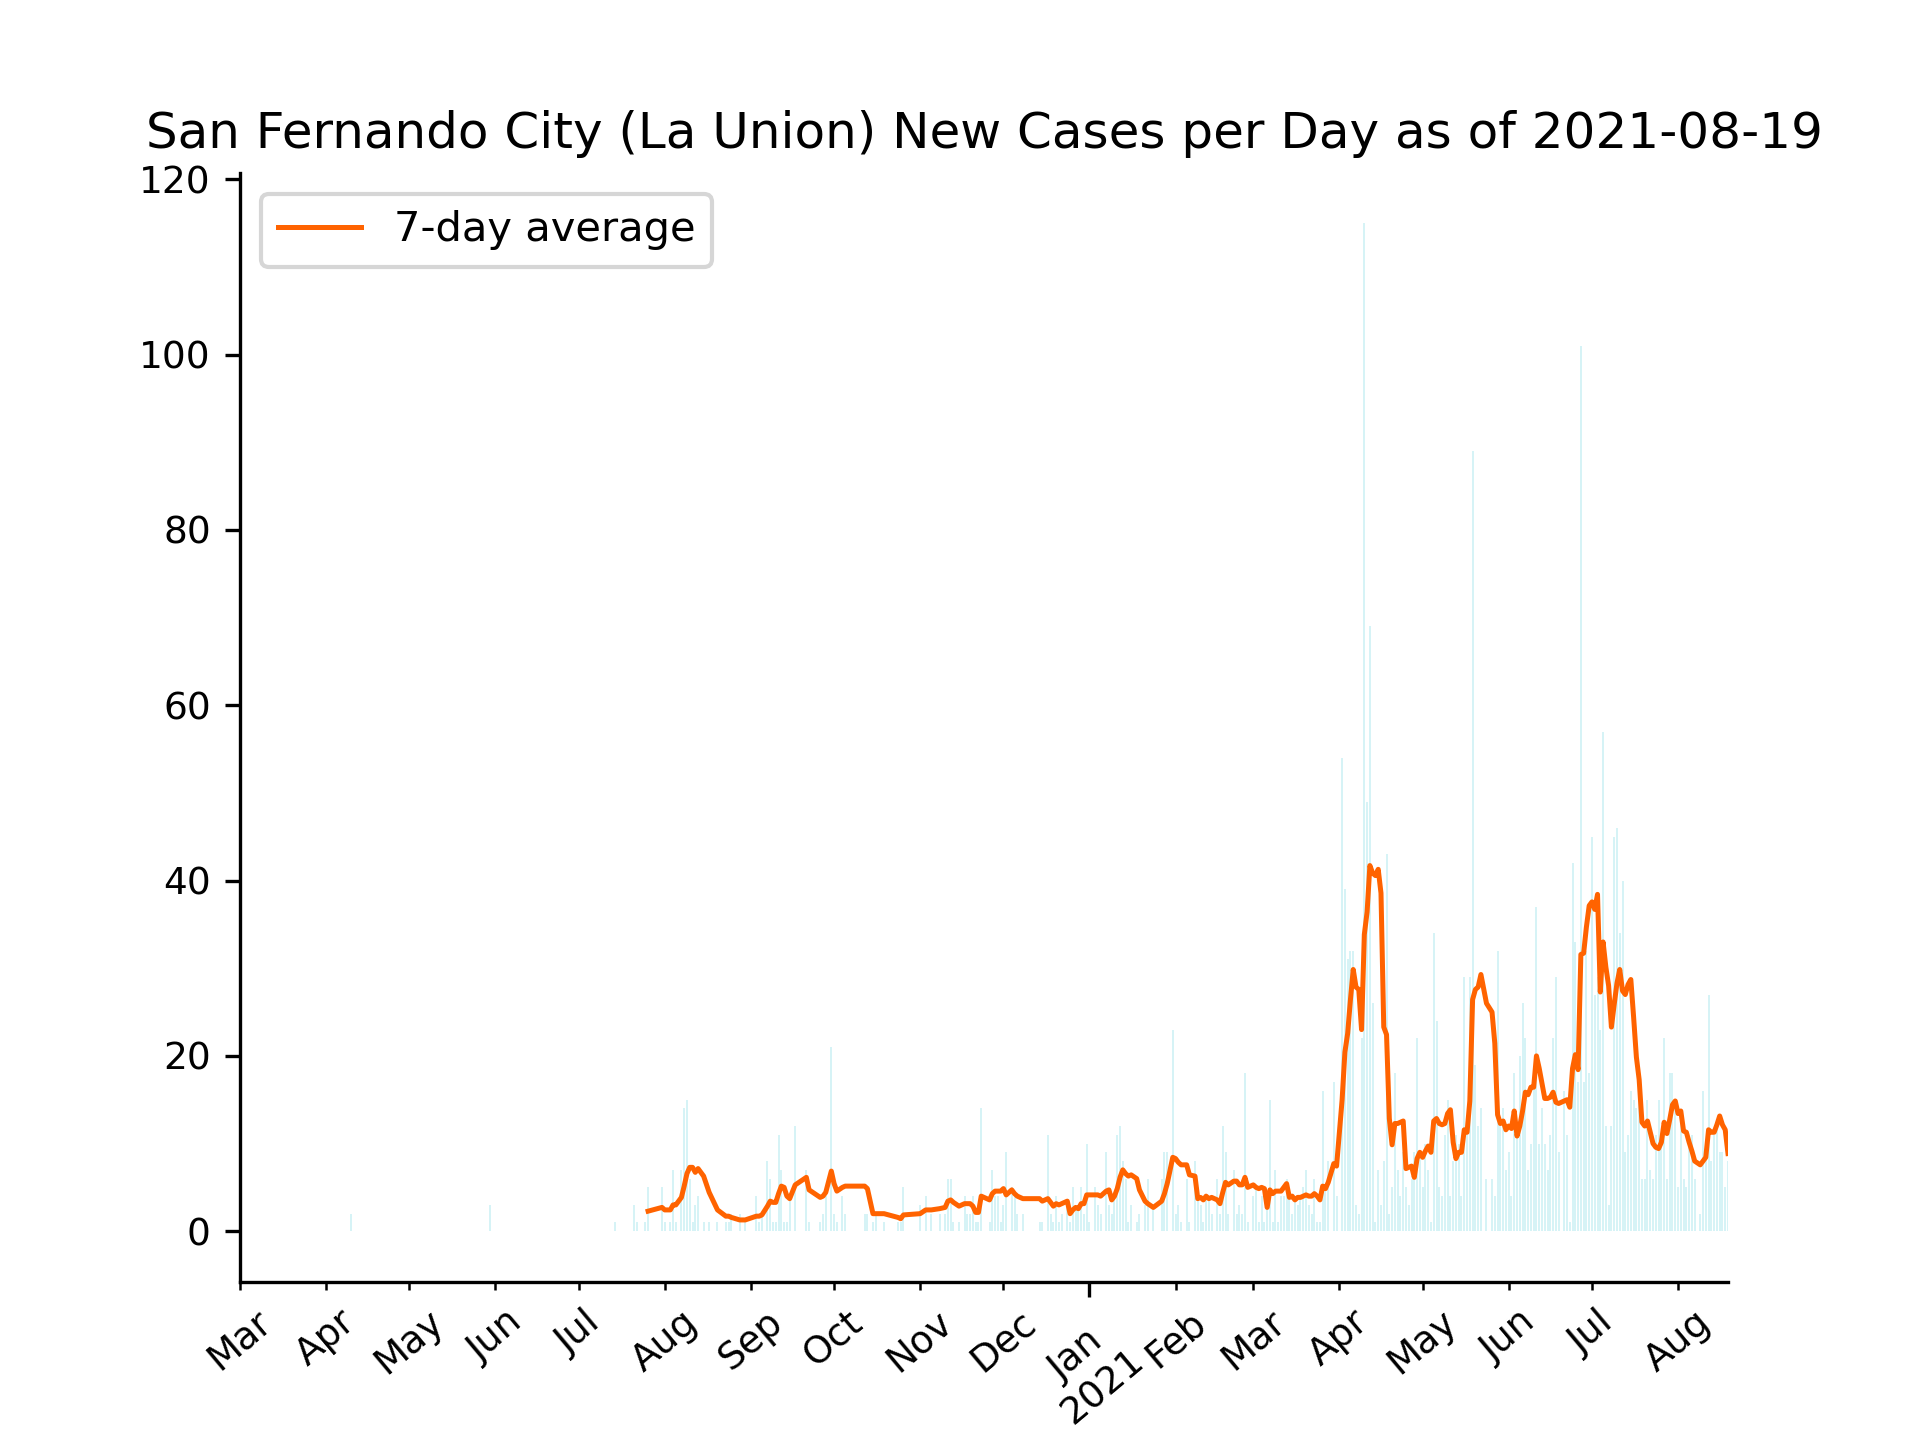 San Fernando City (La Union) New Cases per Day as of 2021-08-19
120
7-day average
100
80
60
40
20
0
Mar
Apr
May
Jun
Jul
Aug
Sep
Oct
Nov
Dec
Jan
2021
Feb
Mar
Apr
May
Jun
Jul
Aug